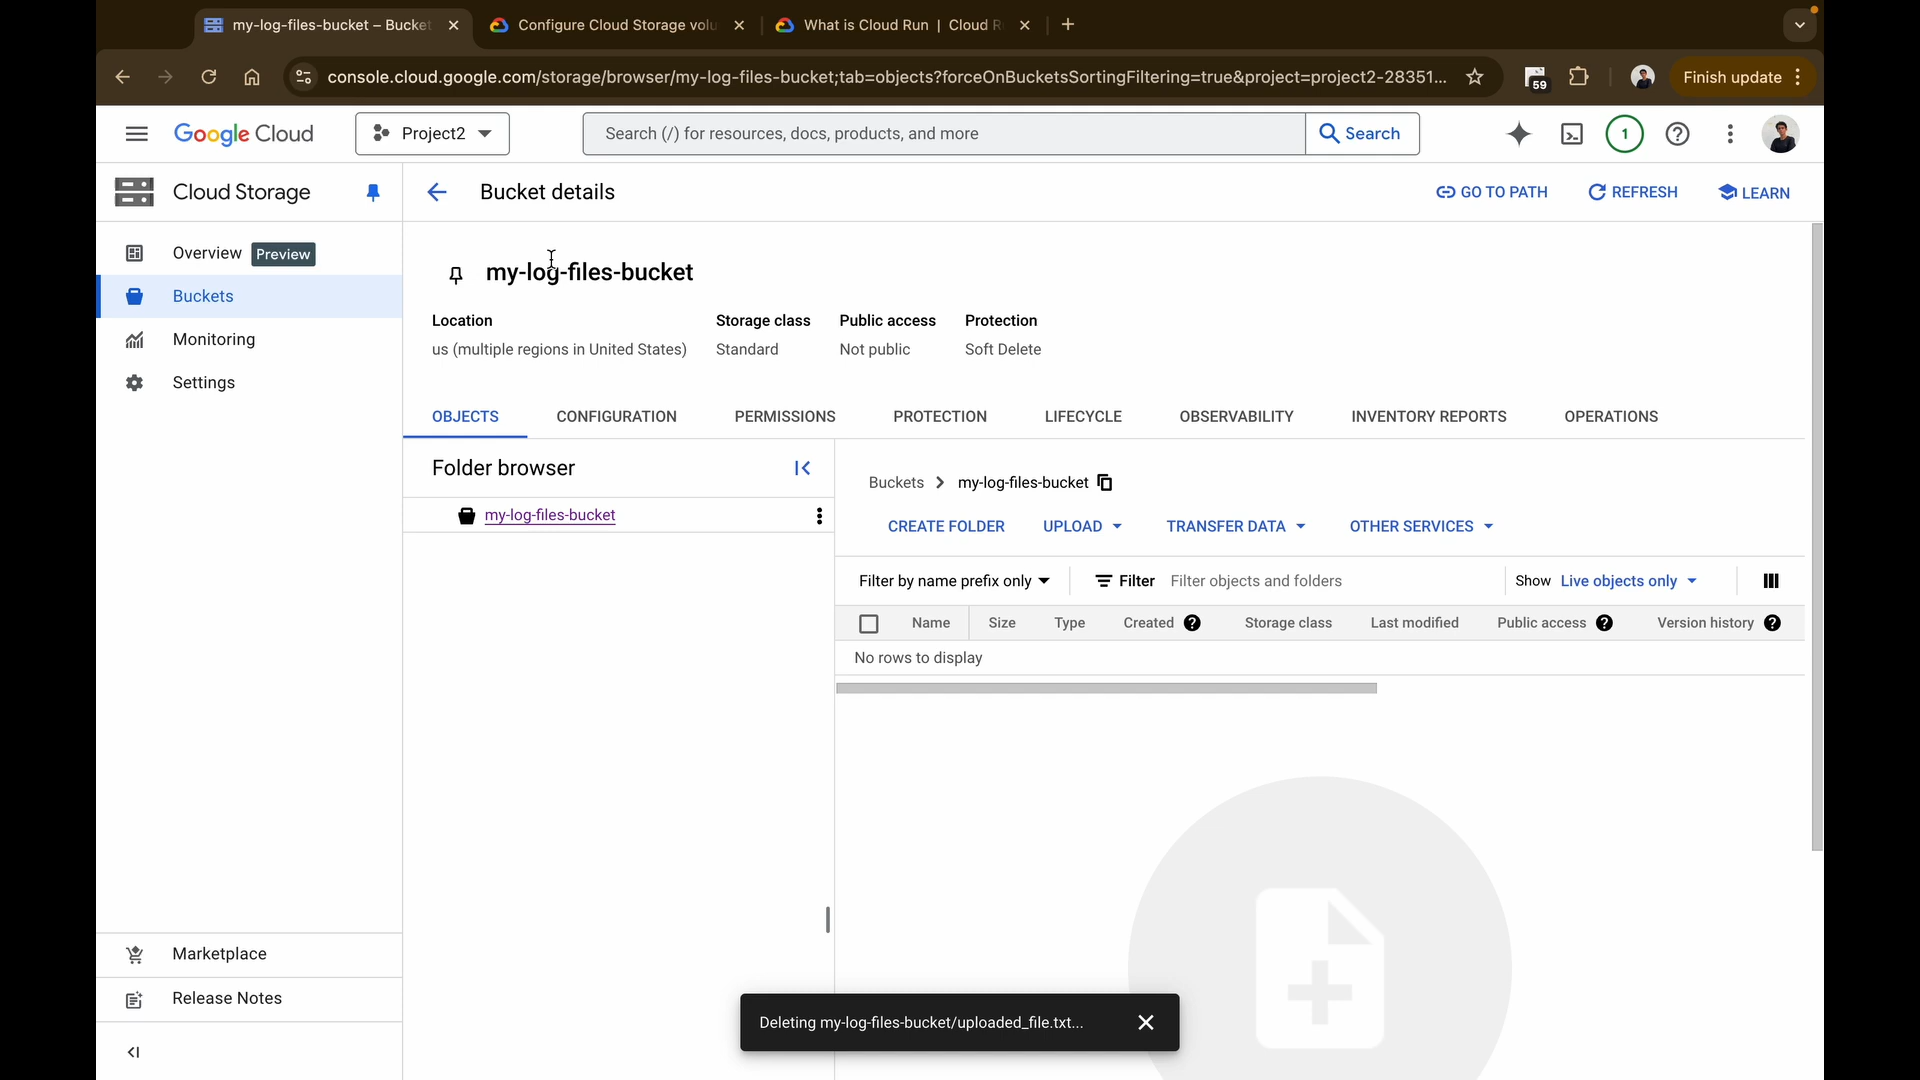 my-log-files-bucket – Bucket
Configure Cloud Storage volu
What is Cloud Run | Cloud R
console.cloud.google.com/storage/browser/my-log-files-bucket;tab=objects?forceOnBucketsSortingFiltering=true&project=project2-28351...
59
Finish update
Google Cloud
Project2
Search (/) for resources, docs, products, and more
Search
1
Cloud Storage
Bucket details
GO TO PATH
REFRESH
LEARN
Overview
Preview
Buckets
Monitoring
Settings
my-log-files-bucket
Location
Storage class
Public access
Protection
us (multiple regions in United States)
Standard
Not public
Soft Delete
OBJECTS
CONFIGURATION
PERMISSIONS
PROTECTION
LIFECYCLE
OBSERVABILITY
INVENTORY REPORTS
OPERATIONS
Folder browser
my-log-files-bucket
Buckets
my-log-files-bucket
CREATE FOLDER
UPLOAD
TRANSFER DATA
OTHER SERVICES
Filter by name prefix only
Filter
Filter objects and folders
Show
Live objects only
Name
Size
Type
Created
Storage class
Last modified
Public access
Version history
No rows to display
Marketplace
Release Notes
Deleting my-log-files-bucket/uploaded_file.txt...